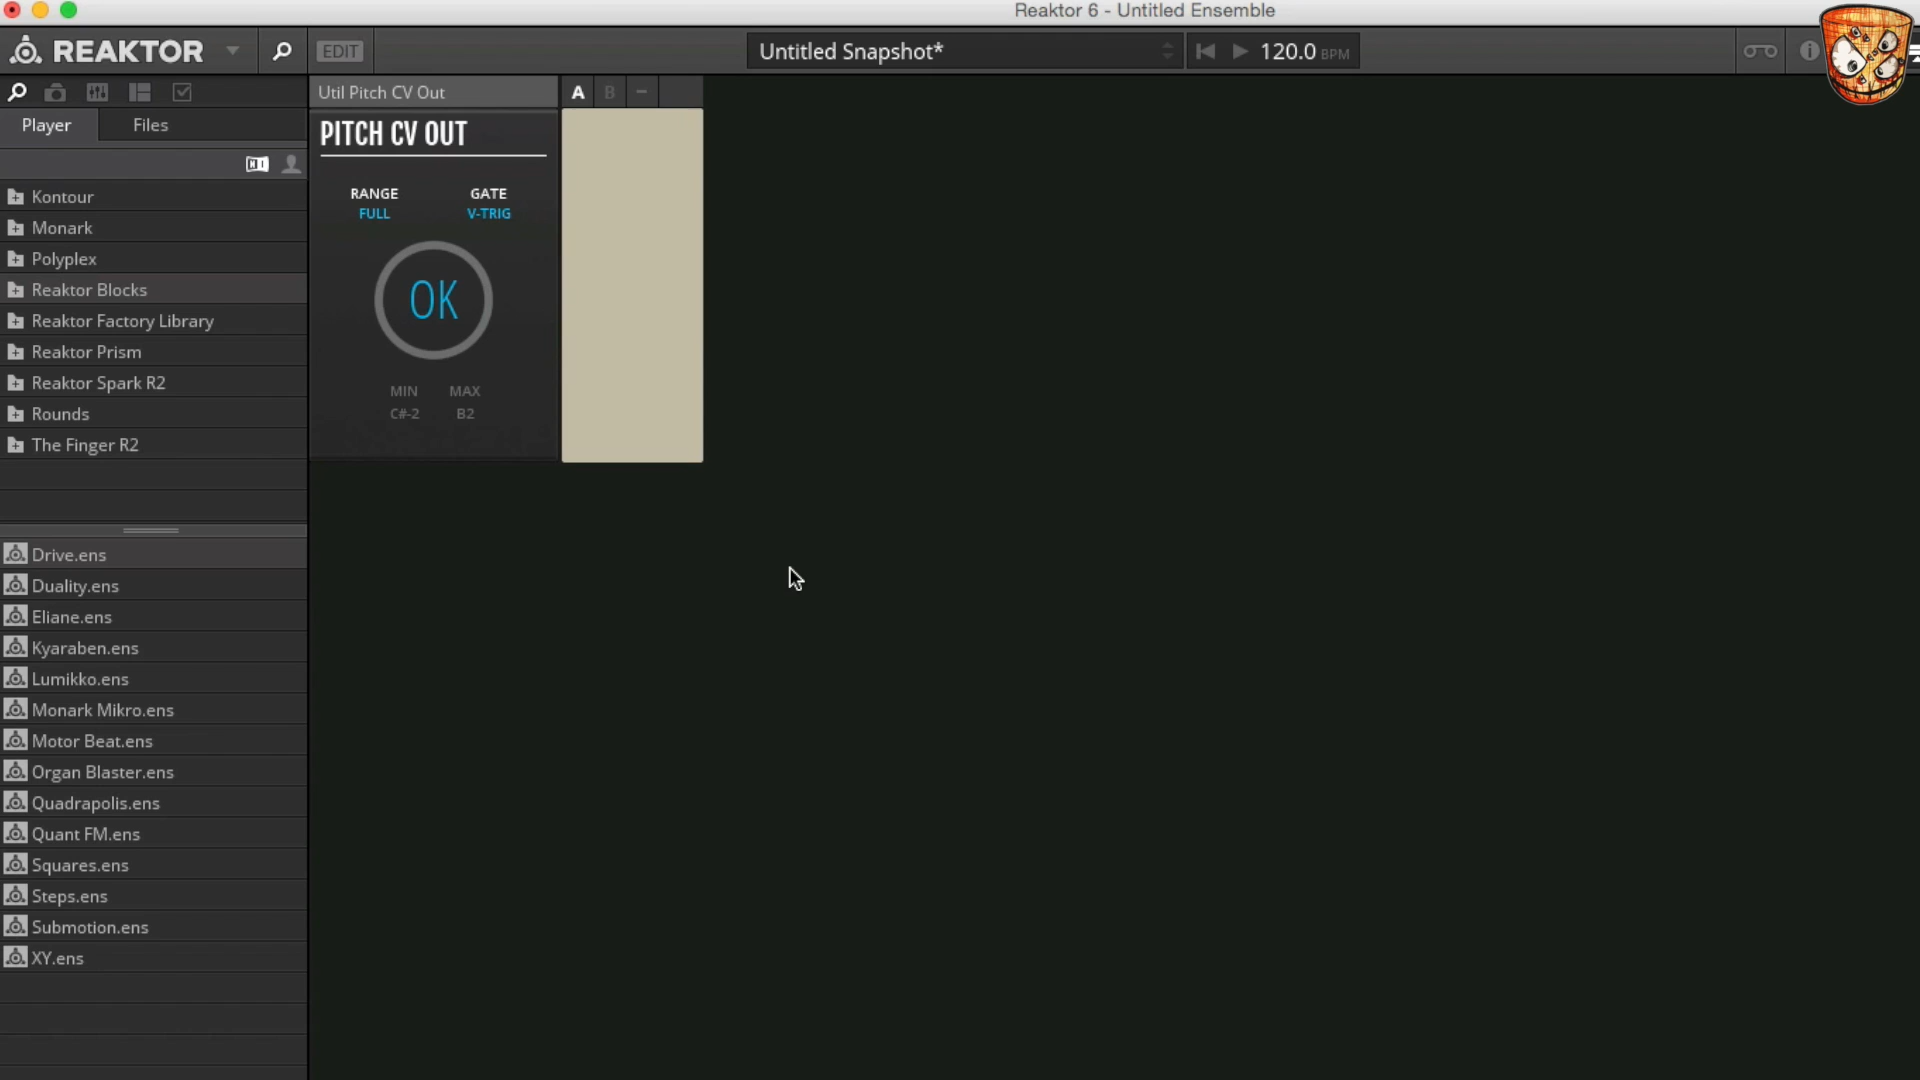 Reaktor 6 - Untitled Ensemble
REAKTOR
EDIT
Untitled Snapshot*
120.0 BPM
Util Pitch CV Out
A
B
Player
Files
PITCH CV OUT
RANGE
GATE
FULL
V-TRIG
OK
MIN
MAX
C#-2
B2
Kontour
Monark
Polyplex
Reaktor Blocks
Reaktor Factory Library
Reaktor Prism
Reaktor Spark R2
Rounds
The Finger R2
Drive.ens
Duality.ens
Eliane.ens
Kyaraben.ens
Lumikko.ens
Monark Mikro.ens
Motor Beat.ens
Organ Blaster.ens
Quadrapolis.ens
Quant FM.ens
Squares.ens
Steps.ens
Submotion.ens
XY.ens